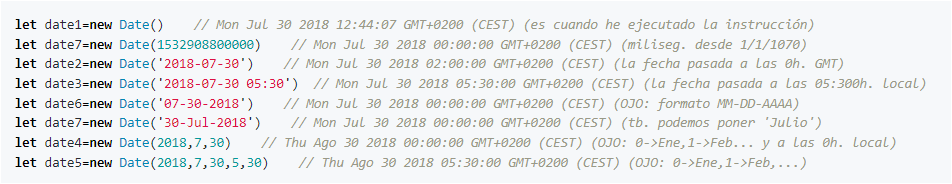 let date1=new Date()    // Mon Jul 30 2018 12:44:07 GMT+0200 (CEST) (es cuando he ejecutado la instrucción)
let date7=new Date(1532908800000)    // Mon Jul 30 2018 00:00:00 GMT+0200 (CEST) (miliseg. desde 1/1/1070)
let date2=new Date('2018-07-30')    // Mon Jul 30 2018 02:00:00 GMT+0200 (CEST) (la fecha pasada a las 0h. GMT)
let date3=new Date('2018-07-30 05:30')  // Mon Jul 30 2018 05:30:00 GMT+0200 (CEST) (la fecha pasada a las 05:300h. local)
let date6=new Date('07-30-2018')    // Mon Jul 30 2018 00:00:00 GMT+0200 (CEST) (OJO: formato MM-DD-AAAA)
let date7=new Date('30-Jul-2018')    // Mon Jul 30 2018 00:00:00 GMT+0200 (CEST) (tb. podemos poner 'Julio')
let date4=new Date(2018,7,30)    // Thu Ago 30 2018 00:00:00 GMT+0200 (CEST) (OJO: 0->Ene,1->Feb... y a las 0h. local)
let date5=new Date(2018,7,30,5,30)    // Thu Ago 30 2018 05:30:00 GMT+0200 (CEST) (OJO: 0->Ene,1->Feb,...)